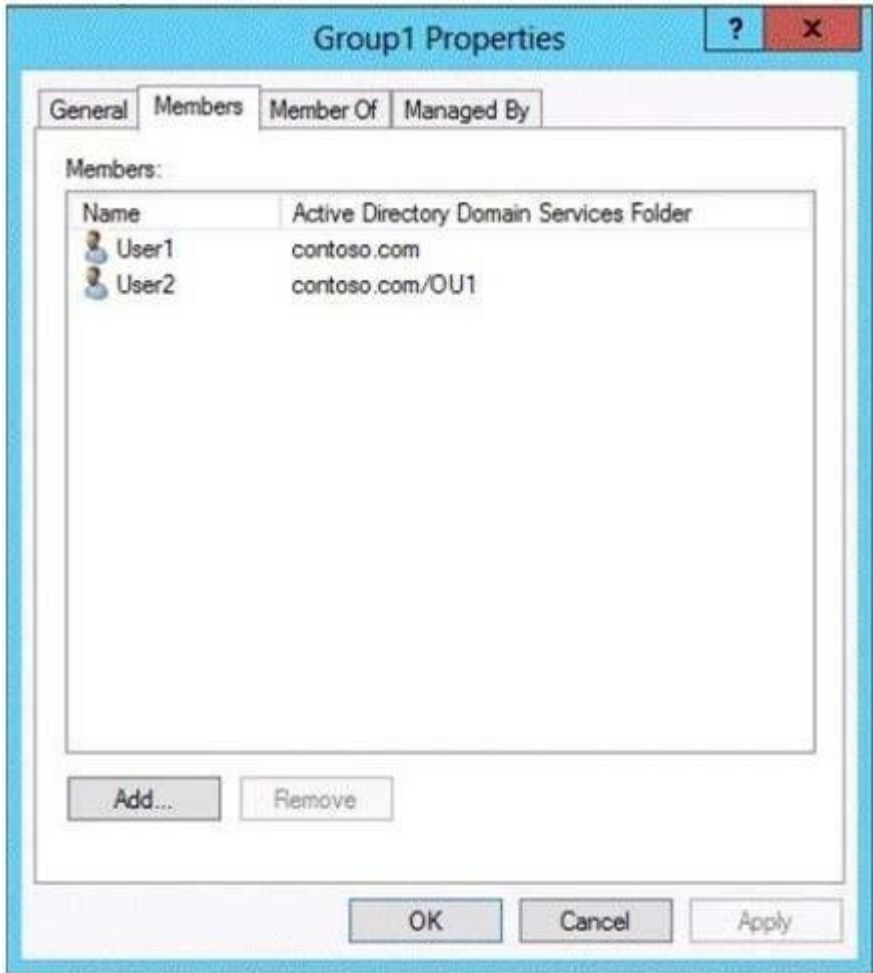 Group1 Properties ? x
General Members Member Of Managed By
Members:
Name Active Directory Domain Services Folder
User1 contoso.com
User2 contoso.com/OU1
Add... Remove
OK Cancel Apply